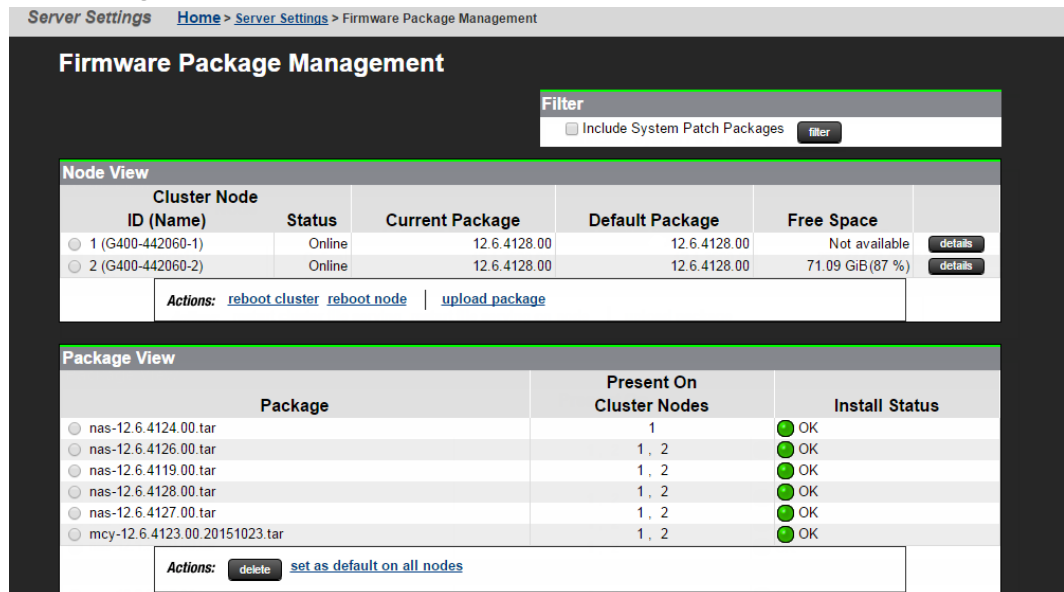 Server Settings Home > Server Settings > Firmware Package Management
Firmware Package Management
Filter
Include System Patch Packages filter
Node View
Cluster Node
ID (Name) Status Current Package Default Package Free Space
1 (G400-442060-1) Online 12.6.4128.00 12.6.4128.00 Not available details
2 (G400-442060-2) Online 12.6.4128.00 12.6.4128.00 71.09 GiB(87 %) details
Actions: reboot cluster reboot node | upload package
Package View
Present On
Package Cluster Nodes Install Status
nas-12.6.4124.00.tar 1 OK
nas-12.6.4126.00.tar 1 , 2 OK
nas-12.6.4119.00.tar 1 , 2 OK
nas-12.6.4128.00.tar 1 , 2 OK
nas-12.6.4127.00.tar 1 , 2 OK
mcy-12.6.4123.00.20151023.tar 1 , 2 OK
Actions: delete set as default on all nodes